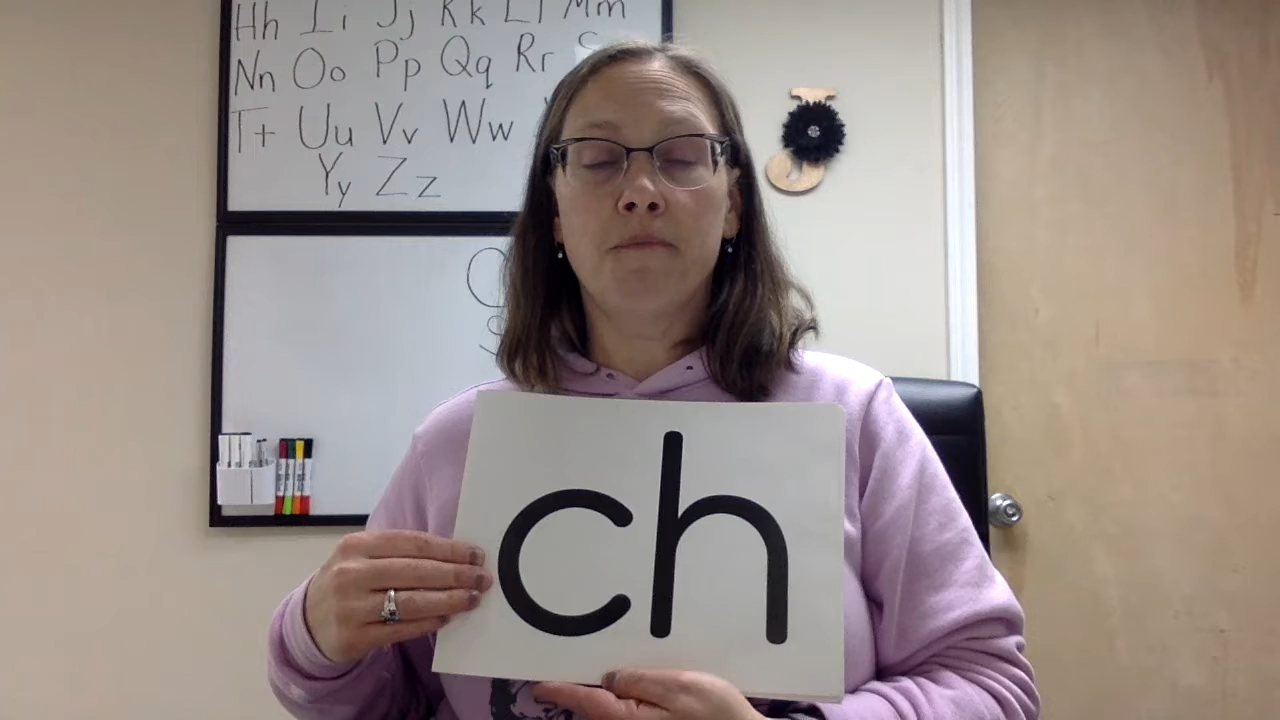 Hh Ii Jj Kk Ll Mm
Nn Oo Pp Qq Rr S
Tt Uu Vv Ww
Yy Zz
J
ch